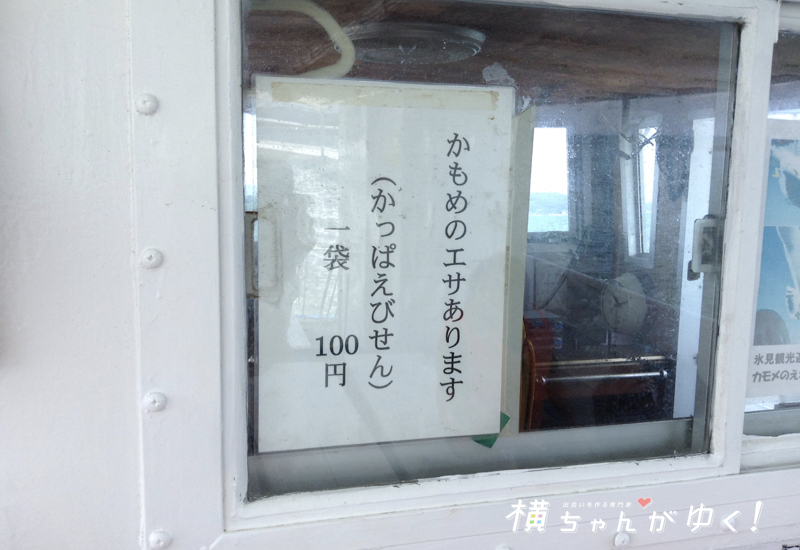 かもめのエサあります
(かっぱえびせん)
一袋 100円
氷見観光
カモメのえ
横ちゃんがゆく!